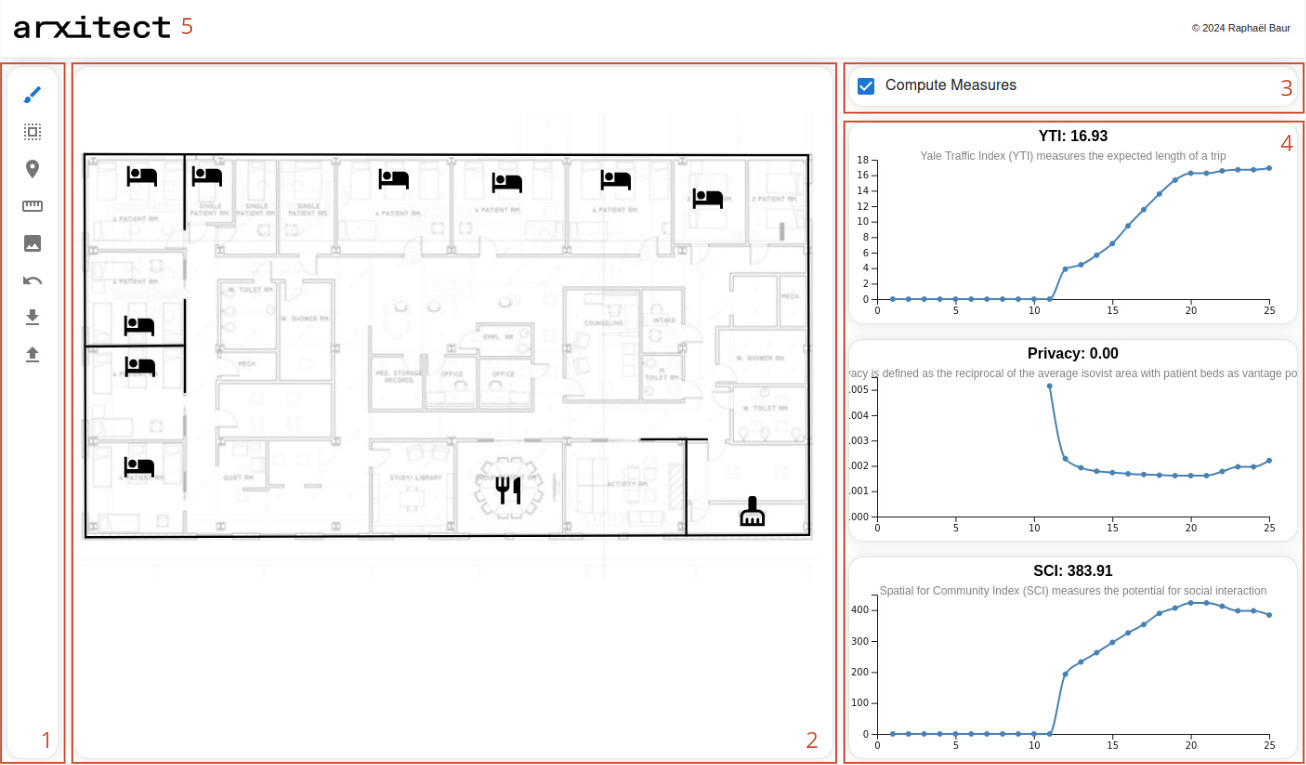 arxitect 5
© 2024 Raphaël Baur
1
2
Compute Measures
3
4
YTI: 16.93
Yale Traffic Index (YTI) measures the expected length of a trip
18
16
14
12
10
8
6
4
2
0
0 5 10 15 20 25
Privacy: 0.00
acy is defined as the reciprocal of the average isovist area with patient beds as vantage po
.005
.004
.003
.002
.001
.000
0 5 10 15 20 25
SCI: 383.91
Spatial for Community Index (SCI) measures the potential for social interaction
400
300
200
100
0
0 5 10 15 20 25
4 PATIENT RM.
SINGLE PATIENT RM.
SINGLE PATIENT RM.
SINGLE PATIENT RM.
4 PATIENT RM.
4 PATIENT RM.
4 PATIENT RM.
2 PATIENT RM.
4 PATIENT RM.
W. TOILET RM.
W. SHOWER RM.
MECK.
COUNSELING
INTAKE
EMPL. RR
MECK.
MED. STORAGE
RECORDS
OFFICE
OFFICE
TOILET RM.
W. SHOWER RM.
W. TOILET RM.
QUIET RM.
STUDY/ LIBRARY
ACTIVITY RM.